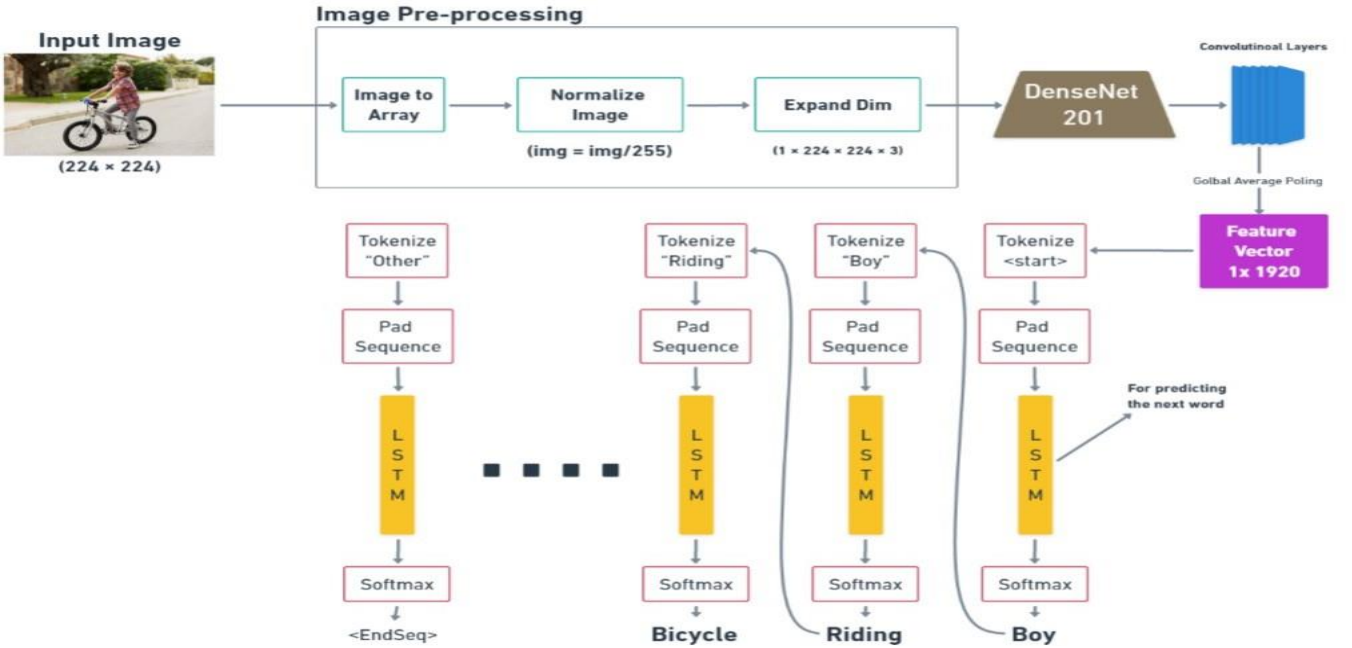 Image Pre-processing
Input Image
(224 × 224)
Image to
Array
Normalize
Image
(img = img/255)
Expand Dim
(1 × 224 × 224 × 3)
DenseNet
201
Convolutinoal Layers
Golbal Average Poling
Feature
Vector
1x 1920
Tokenize
<start>
Pad
Sequence
L
S
T
M
For predicting
the next word
Softmax
Boy
Tokenize
"Boy"
Pad
Sequence
L
S
T
M
Softmax
Riding
Tokenize
"Riding"
Pad
Sequence
L
S
T
M
Softmax
Bicycle
Tokenize
"Other"
Pad
Sequence
L
S
T
M
Softmax
<EndSeq>